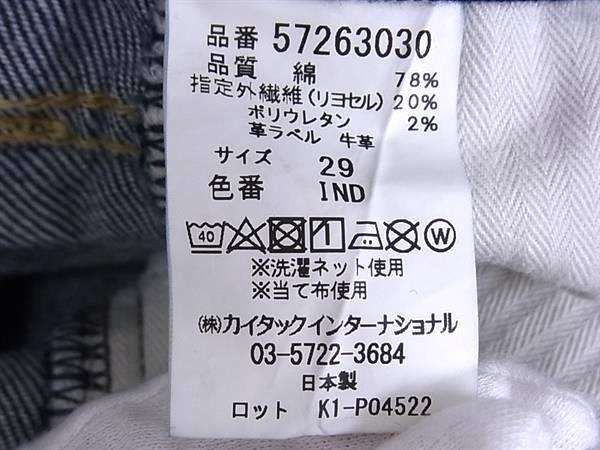 品番 57263030
品質 綿 78%
指定外繊維(リヨセル) 20%
ポリウレタン 2%
革ラベル 牛革
サイズ 29
色番 IND
40 W
※洗濯ネット使用
※当て布使用
㈱カイタックインターナショナル
03-5722-3684
日本製
ロット K1-P04522